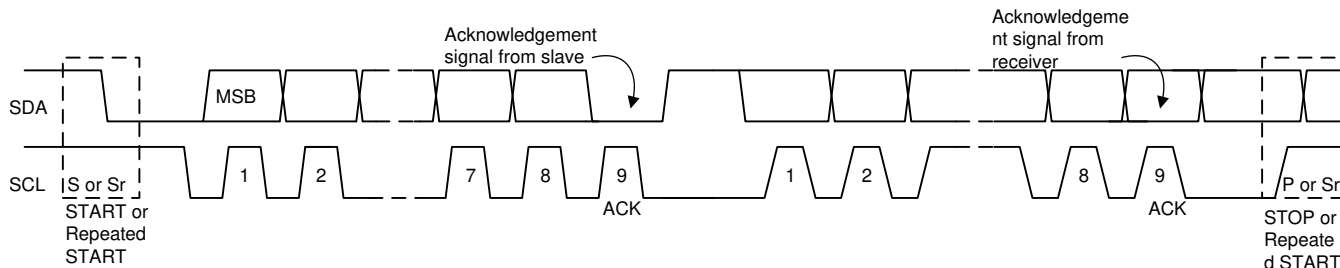 Acknowledgement
signal from slave
Acknowledgeme
nt signal from
receiver
SDA
MSB
SCL
S or Sr
1
2
7
8
9
1
2
8
9
P or Sr
ACK
ACK
START or
Repeated
START
STOP or
Repeate
d START